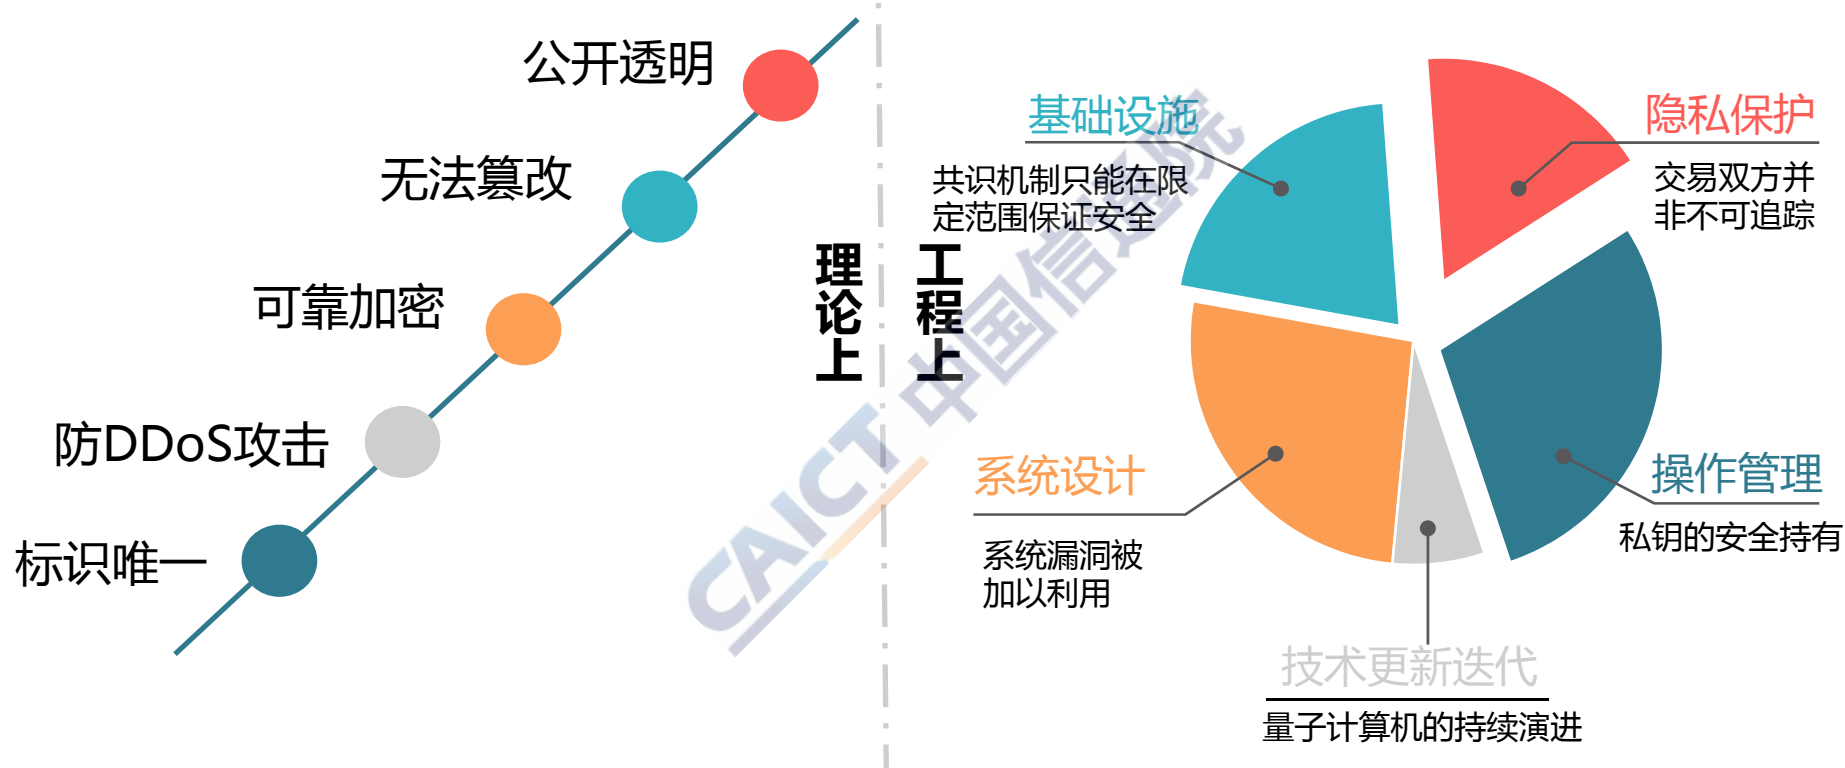 公开透明
无法篡改
可靠加密
防DDoS攻击
标识唯一
理论上
工程上
基础设施
共识机制只能在限
定范围保证安全
隐私保护
交易双方并
非不可追踪
系统设计
系统漏洞被
加以利用
操作管理
私钥的安全持有
技术更新迭代
量子计算机的持续演进
CAICT 中国信通院